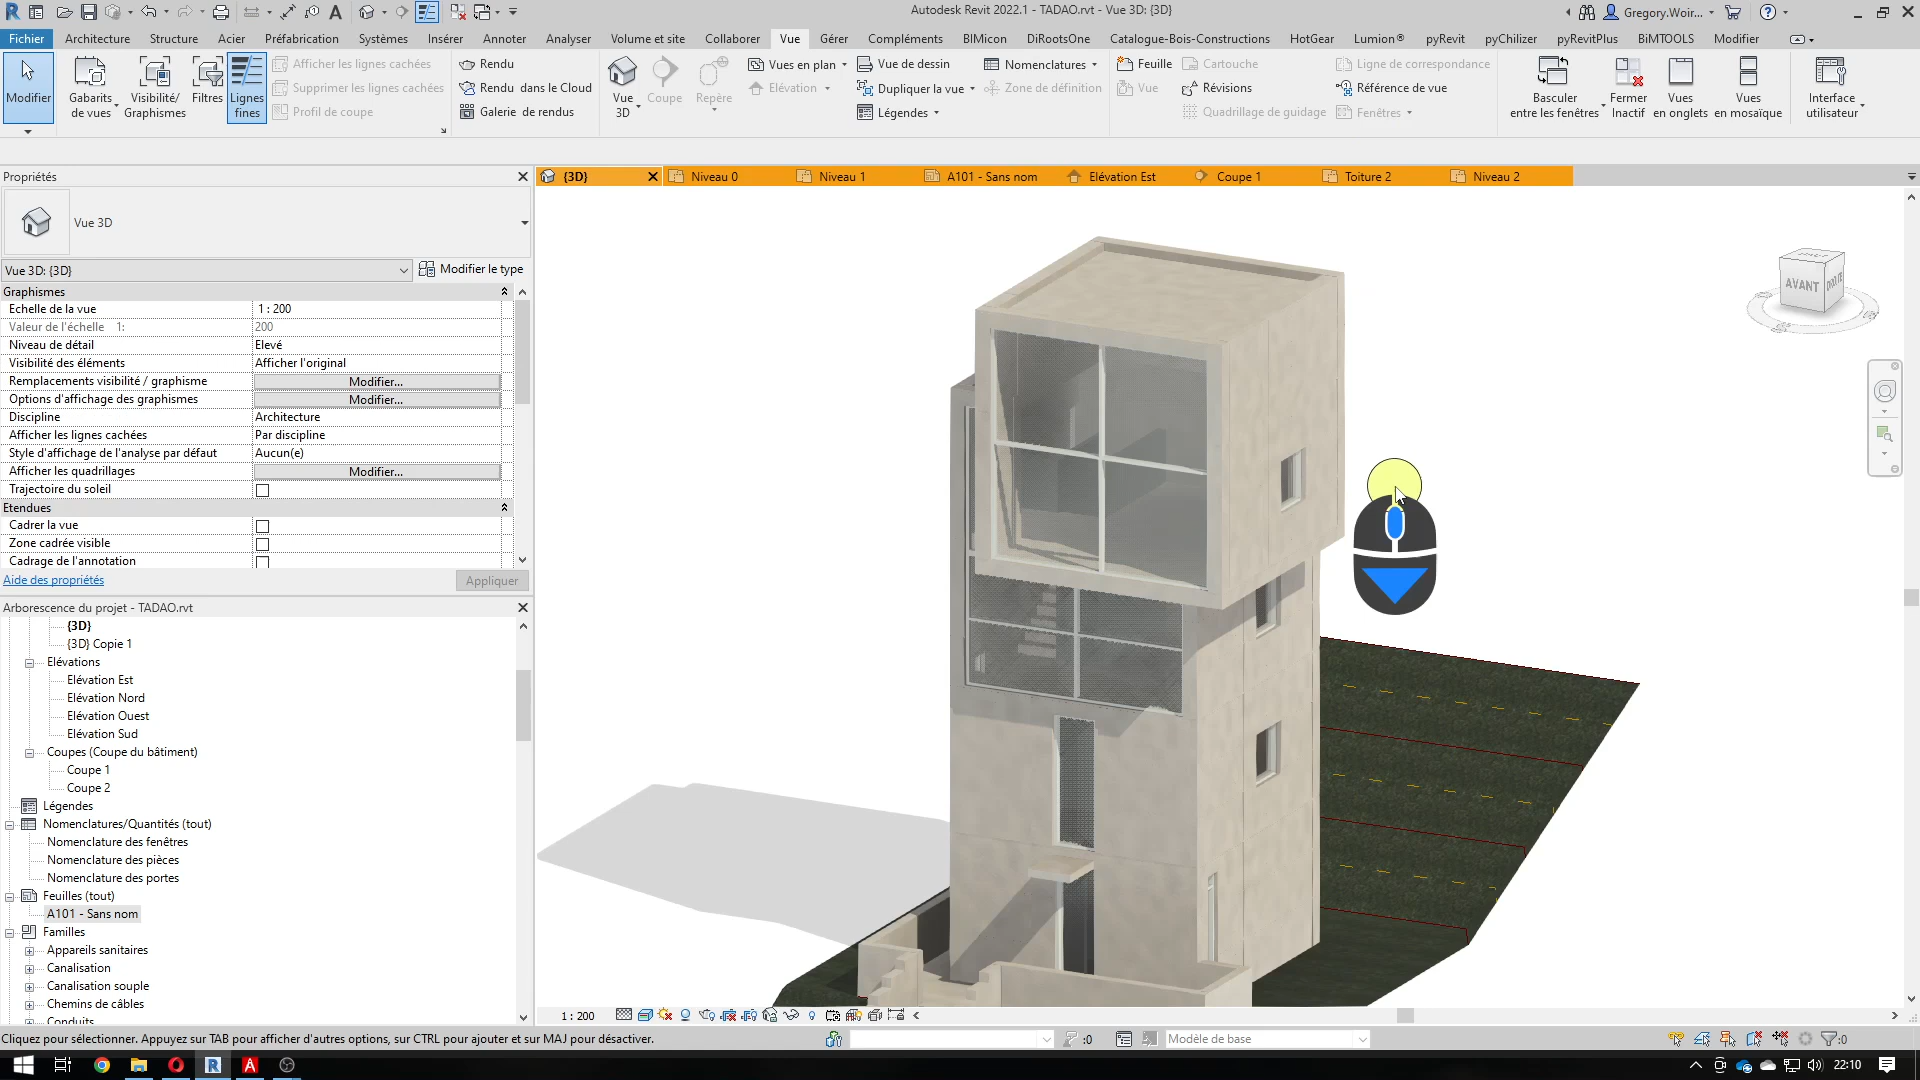 Autodesk Revit 2022.1 - TADAO.rvt - Vue 3D: {3D}
Gregory.Woir...
Fichier
Architecture
Structure
Acier
Préfabrication
Systèmes
Insérer
Annoter
Analyser
Volume et site
Collaborer
Vue
Gérer
Compléments
BIMicon
DiRootsOne
Catalogue-Bois-Constructions
HotGear
Lumion®
pyRevit
pyChilizer
pyRevitPlus
BiMTOOLS
Modifier
Modifier
Gabarits
de vues
Visibilité/
Graphismes
Filtres
Lignes
fines
Afficher les lignes cachées
Supprimer les lignes cachées
Profil de coupe
Rendu
Rendu dans le Cloud
Galerie de rendus
Vue
3D
Coupe
Repère
Vues en plan
Elévation
Vue de dessin
Dupliquer la vue
Légendes
Nomenclatures
Zone de définition
Feuille
Vue
Cartouche
Révisions
Quadrillage de guidage
Ligne de correspondance
Référence de vue
Fenêtres
Basculer
entre les fenêtres
Fermer
Inactif
Vues
en onglets
Vues
en mosaïque
Interface
utilisateur
Propriétés
{3D}
Niveau 0
Niveau 1
A101 - Sans nom
Elévation Est
Coupe 1
Toiture 2
Niveau 2
Vue 3D
Vue 3D: {3D}
Modifier le type
Graphismes
Echelle de la vue 1 : 200
Valeur de l'échelle 1: 200
Niveau de détail Elevé
Visibilité des éléments Afficher l'original
Remplacements visibilité / graphisme Modifier...
Options d'affichage des graphismes Modifier...
Discipline Architecture
Afficher les lignes cachées Par discipline
Style d'affichage de l'analyse par défaut Aucun(e)
Afficher les quadrillages Modifier...
Trajectoire du soleil
Etendues
Cadrer la vue
Zone cadrée visible
Cadrage de l'annotation
Aide des propriétés
Appliquer
AVANT
Arborescence du projet - TADAO.rvt
{3D}
{3D} Copie 1
Elévations
Elévation Est
Elévation Nord
Elévation Ouest
Elévation Sud
Coupes (Coupe du bâtiment)
Coupe 1
Coupe 2
Légendes
Nomenclatures/Quantités (tout)
Nomenclature des fenêtres
Nomenclature des pièces
Nomenclature des portes
Feuilles (tout)
A101 - Sans nom
Familles
Appareils sanitaires
Canalisation
Canalisation souple
Chemins de câbles
Conduits
1 : 200
Cliquez pour sélectionner. Appuyez sur TAB pour afficher d'autres options, sur CTRL pour ajouter et sur MAJ pour désactiver.
:0
Modèle de base
:0
22:10